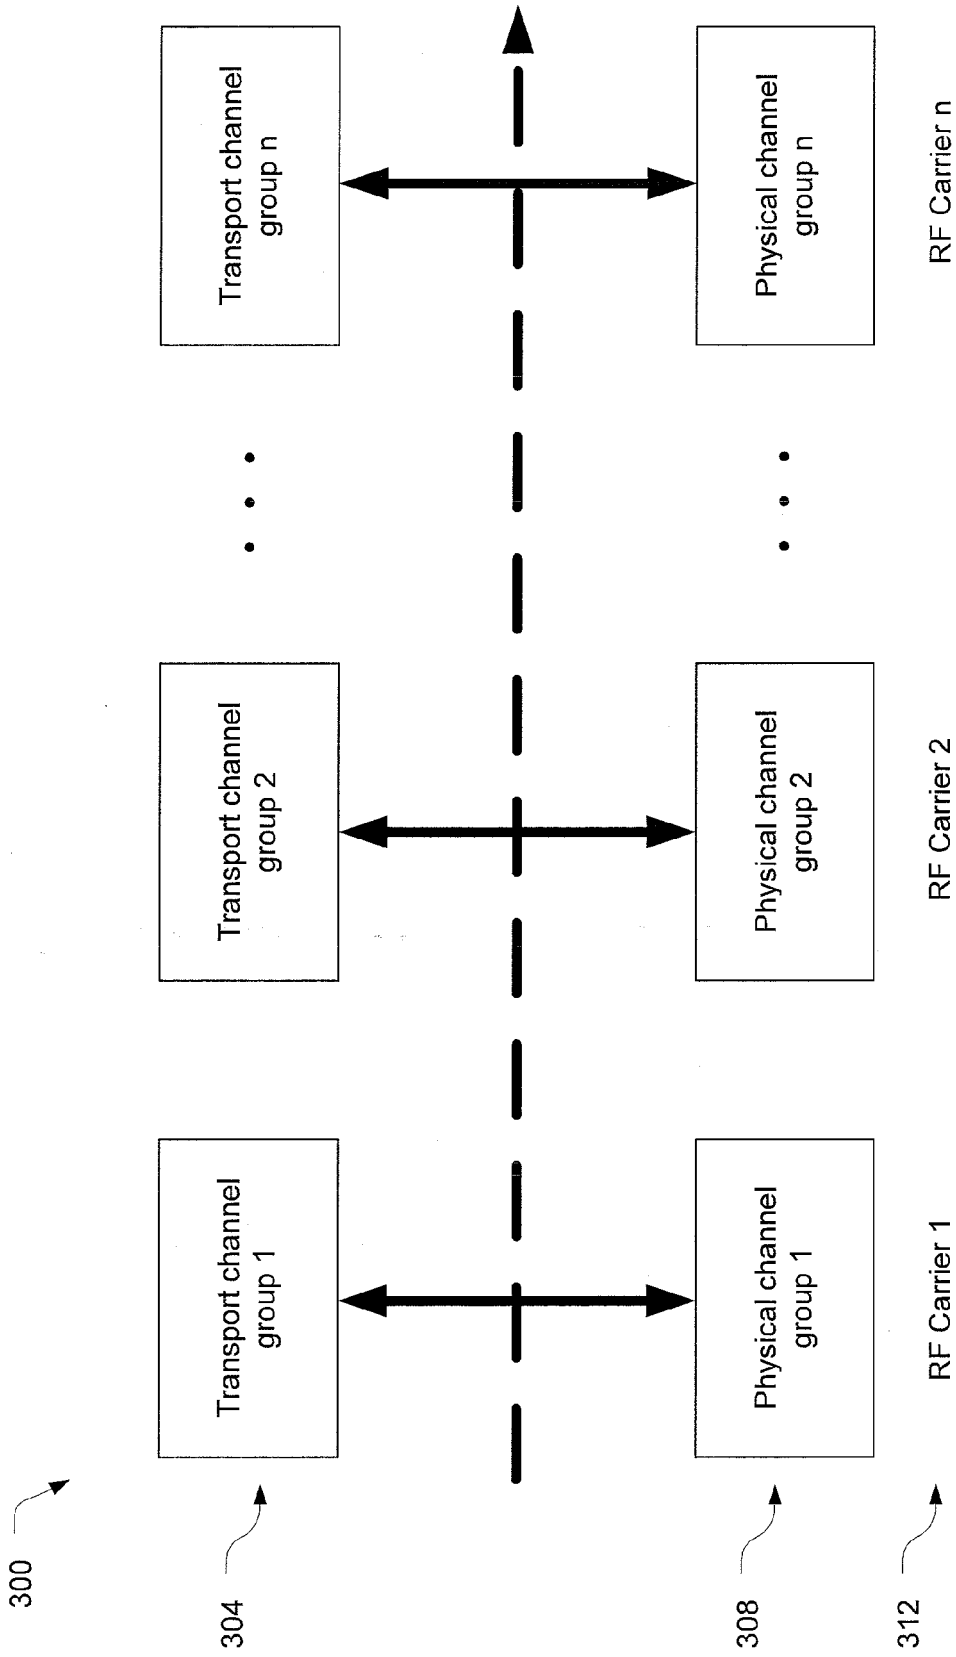 300
304
Transport channel
group 1
Transport channel
group 2
Transport channel
group n
308
Physical channel
group 1
Physical channel
group 2
Physical channel
group n
312
RF Carrier 1
RF Carrier 2
RF Carrier n